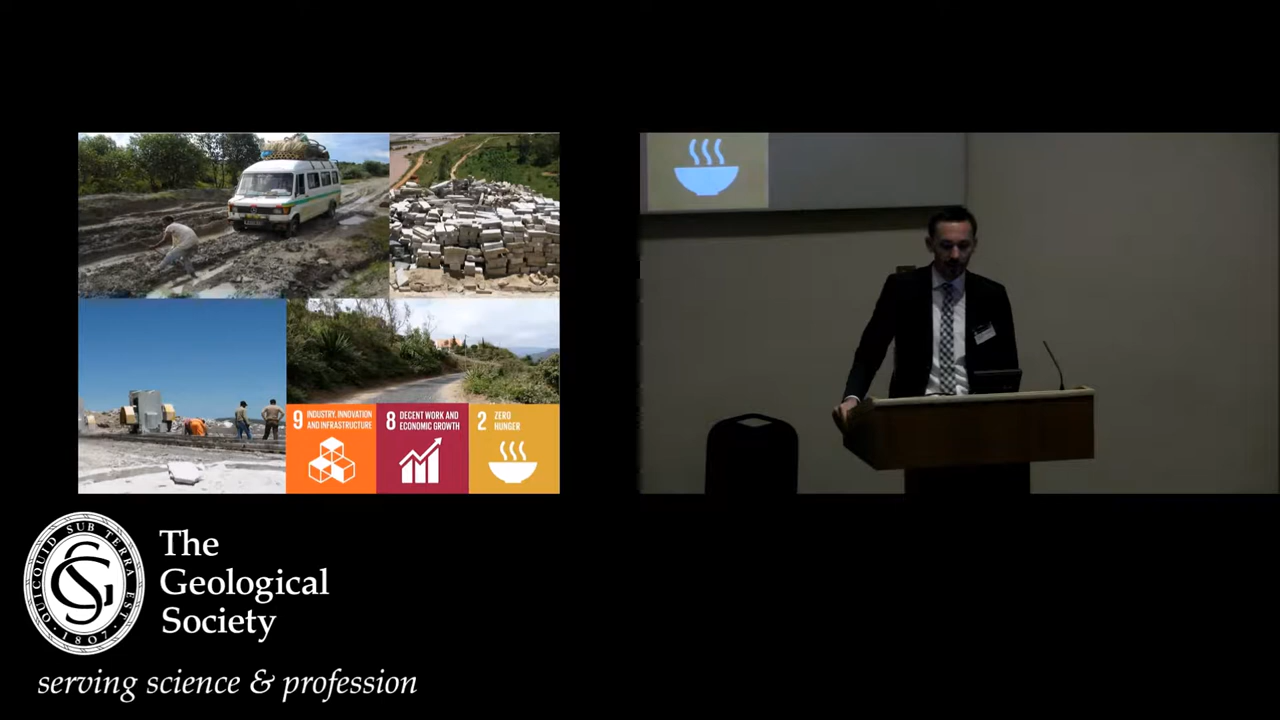 9 INDUSTRY, INNOVATION
AND INFRASTRUCTURE
8 DECENT WORK AND
ECONOMIC GROWTH
2 ZERO
HUNGER
QUICQUID SUB TERRA EST
· 1807 ·
The
Geological
Society
serving science & profession